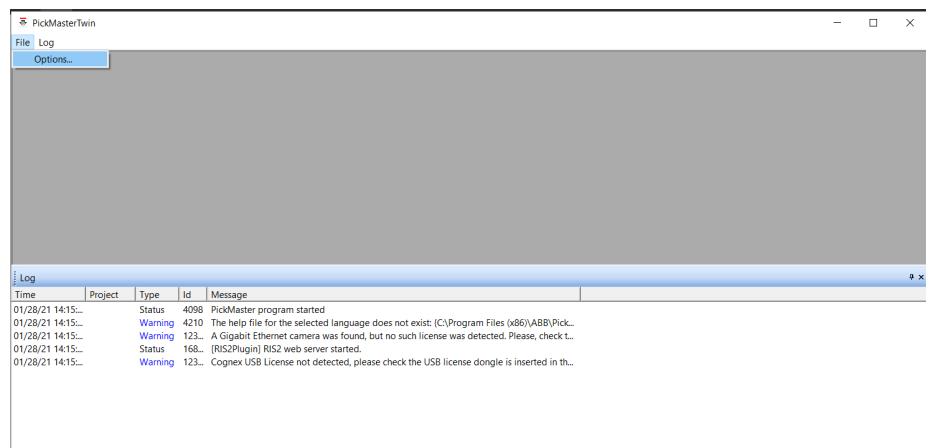 PickMasterTwin
File Log
Options...
Log
Time Project Type Id Message
01/28/21 14:15:... Status 4098 PickMaster program started
01/28/21 14:15:... Warning 4210 The help file for the selected language does not exist: (C:\Program Files (x86)\ABB\Pick...
01/28/21 14:15:... Warning 123... A Gigabit Ethernet camera was found, but no such license was detected. Please, check t...
01/28/21 14:15:... Status 168... [RIS2Plugin] RIS2 web server started.
01/28/21 14:15:... Warning 123... Cognex USB License not detected, please check the USB license dongle is inserted in th...